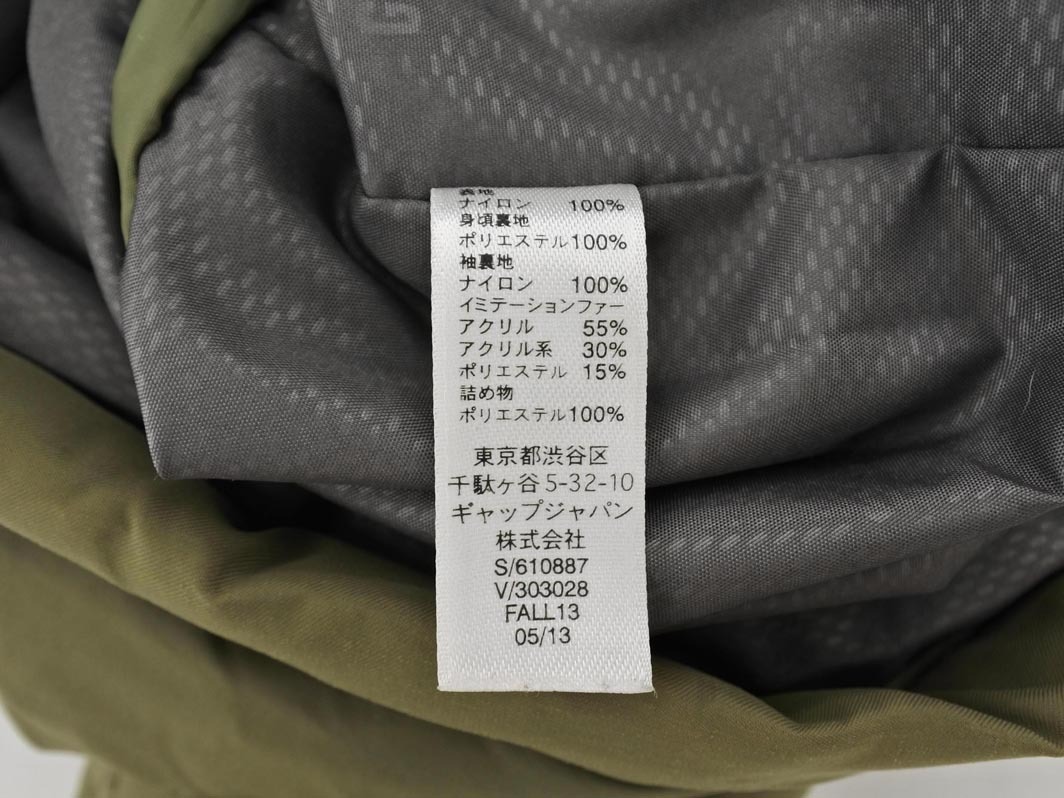 表地
ナイロン 100%
身頃裏地
ポリエステル100%
袖裏地
ナイロン 100%
イミテーションファー
アクリル 55%
アクリル系 30%
ポリエステル 15%
詰め物
ポリエステル100%
東京都渋谷区
千駄ヶ谷5-32-10
ギャップジャパン
株式会社
S/610887
V/303028
FALL13
05/13